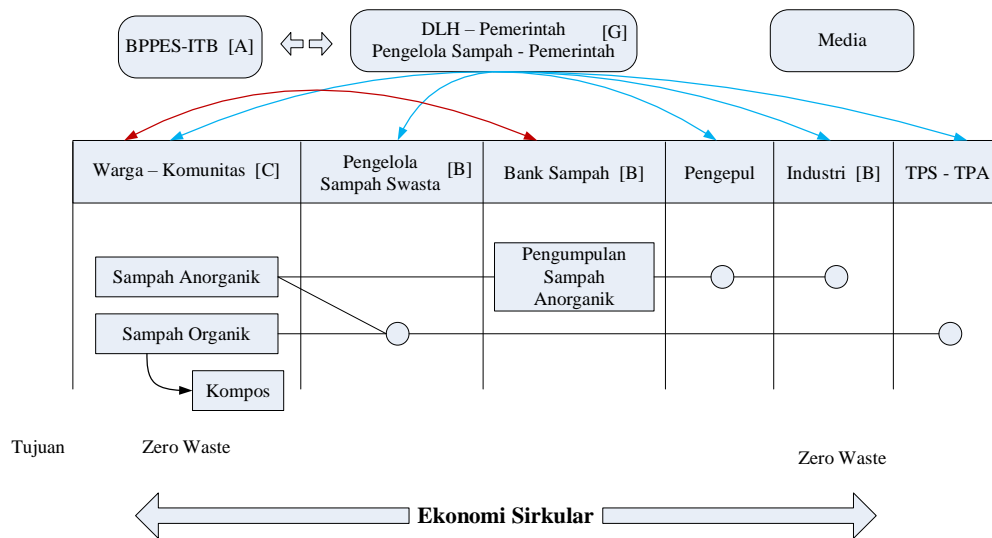 BPPES-ITB [A]
DLH – Pemerintah [G]
Pengelola Sampah - Pemerintah
Media
Warga – Komunitas [C]
Pengelola [B]
Sampah Swasta
Bank Sampah [B]
Pengepul
Industri [B]
TPS - TPA
Sampah Anorganik
Pengumpulan
Sampah
Anorganik
Sampah Organik
Kompos
Tujuan
Zero Waste
Zero Waste
Ekonomi Sirkular